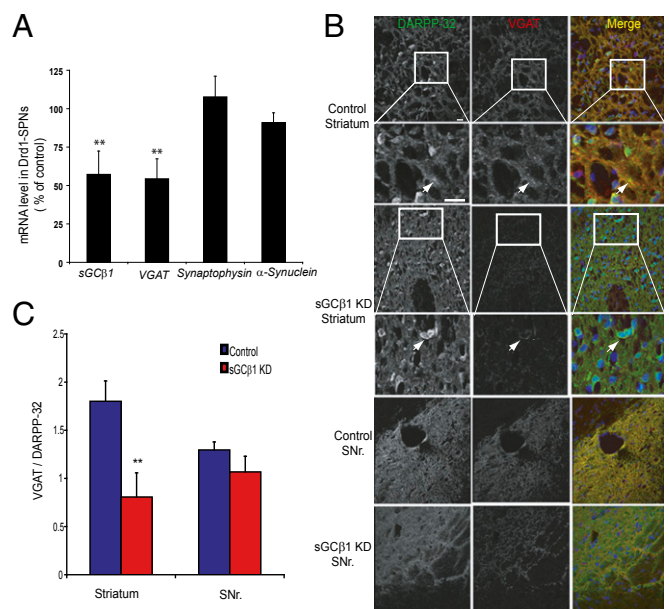 A
mRNA level in Drd1-SPNs
( % of control)
125
100
75
50
25
0
**
**
sGCβ1
VGAT
Synaptophysin
α-Synuclein
B
DARPP-32
VGAT
Merge
Control
Striatum
sGCβ1 KD
Striatum
Control
SNr.
sGCβ1 KD
SNr.
C
VGAT / DARPP-32
2.5
2
1.5
1
0.5
0
Control
sGCβ1 KD
**
Striatum
SNr.